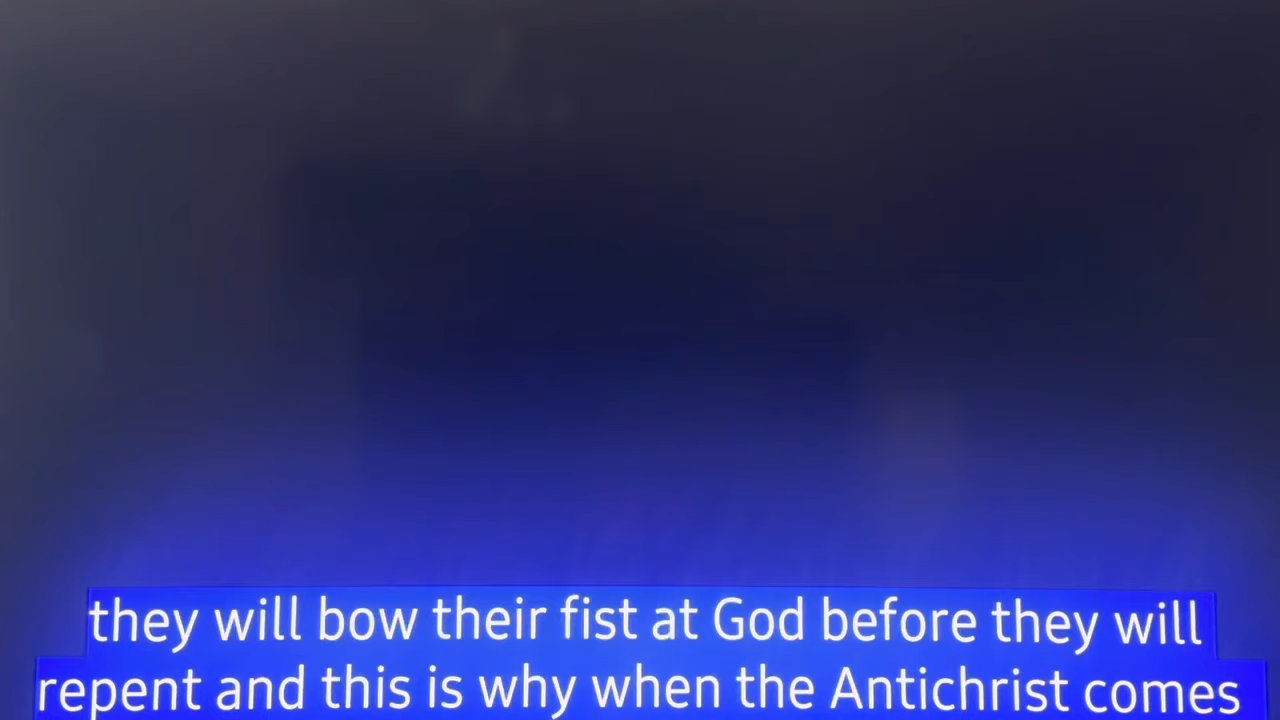 they will bow their fist at God before they will
repent and this is why when the Antichrist comes